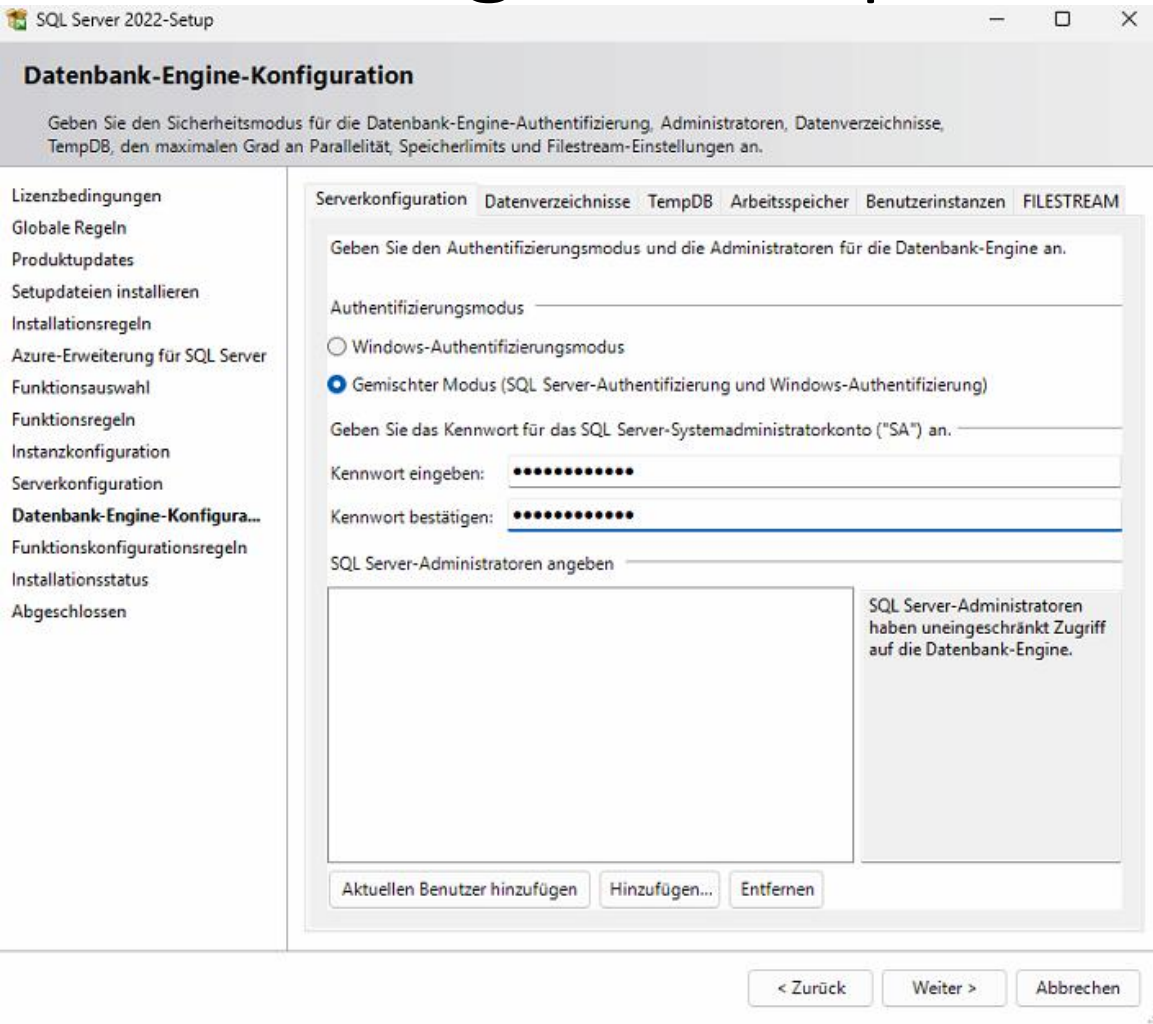 SQL Server 2022-Setup
Datenbank-Engine-Konfiguration
Geben Sie den Sicherheitsmodus für die Datenbank-Engine-Authentifizierung, Administratoren, Datenverzeichnisse,
TempDB, den maximalen Grad an Parallelität, Speicherlimits und Filestream-Einstellungen an.
Lizenzbedingungen
Globale Regeln
Produktupdates
Setupdateien installieren
Installationsregeln
Azure-Erweiterung für SQL Server
Funktionsauswahl
Funktionsregeln
Instanzkonfiguration
Serverkonfiguration
Datenbank-Engine-Konfigura...
Funktionskonfigurationsregeln
Installationsstatus
Abgeschlossen
Serverkonfiguration Datenverzeichnisse TempDB Arbeitsspeicher Benutzerinstanzen FILESTREAM
Geben Sie den Authentifizierungsmodus und die Administratoren für die Datenbank-Engine an.
Authentifizierungsmodus
Windows-Authentifizierungsmodus
Gemischter Modus (SQL Server-Authentifizierung und Windows-Authentifizierung)
Geben Sie das Kennwort für das SQL Server-Systemadministratorkonto ("SA") an.
Kennwort eingeben: ●●●●●●●●●●●●
Kennwort bestätigen: ●●●●●●●●●●●●
SQL Server-Administratoren angeben
SQL Server-Administratoren
haben uneingeschränkt Zugriff
auf die Datenbank-Engine.
Aktuellen Benutzer hinzufügen Hinzufügen... Entfernen
< Zurück Weiter > Abbrechen